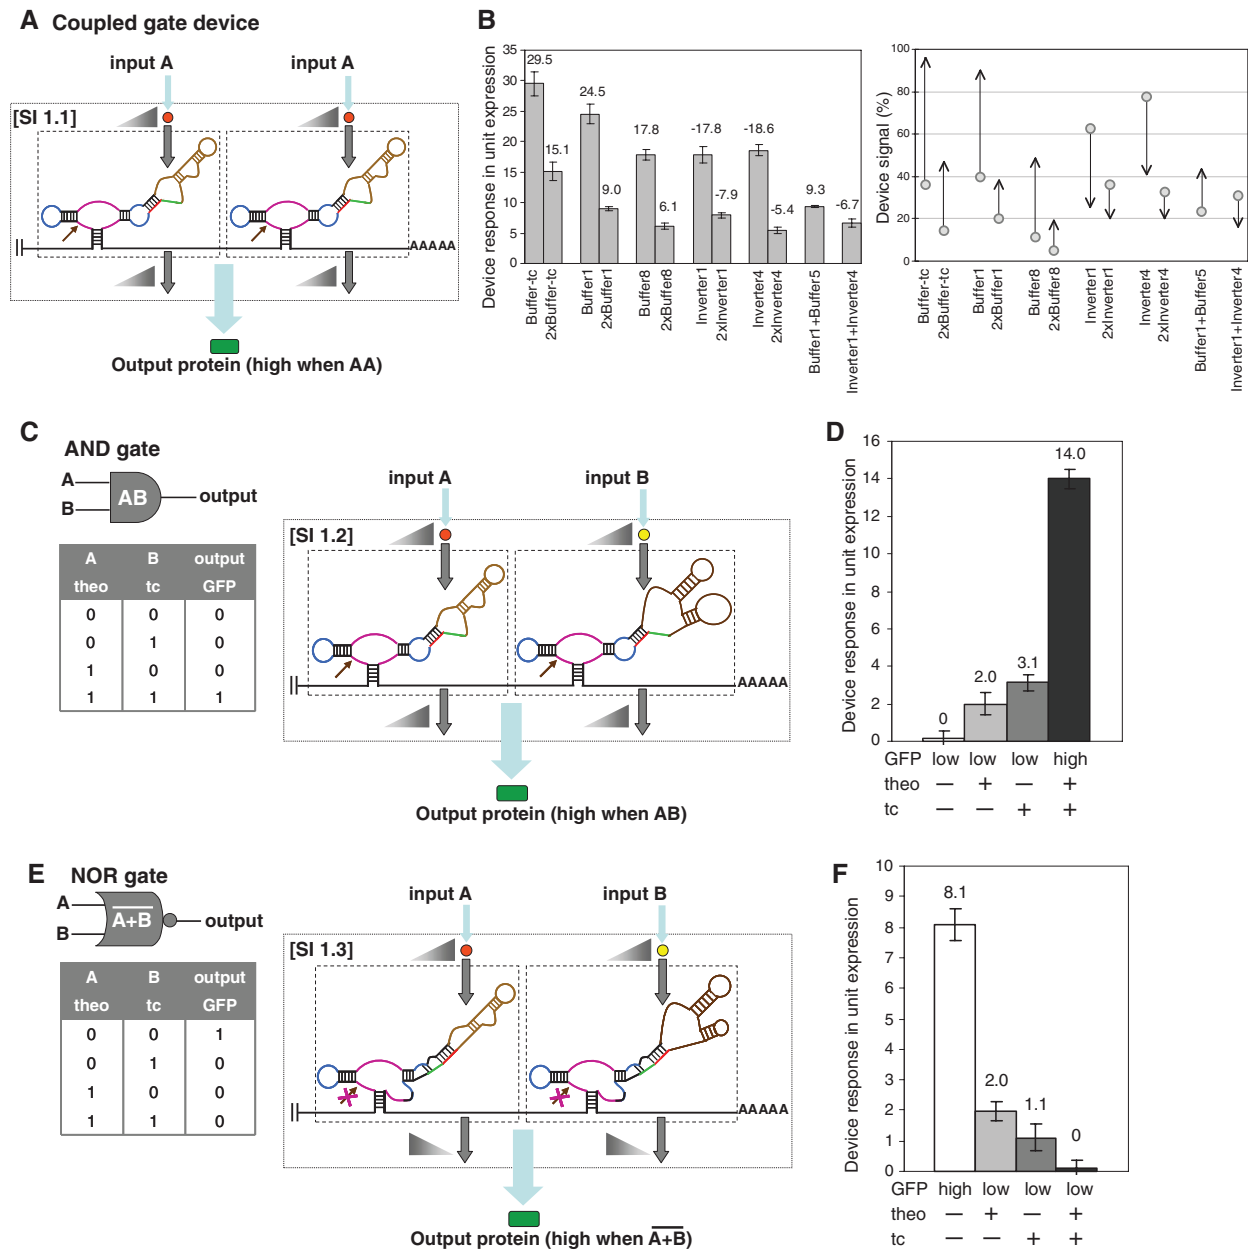 A Coupled gate device
input A input A
[SI 1.1]
AAAAA
Output protein (high when AA)
B
Device response in unit expression
35
30
25
20
15
10
5
0
29.5
15.1
24.5
9.0
17.8
6.1
-17.8
-7.9
-18.6
-5.4
9.3
-6.7
Buffer-tc
2xBuffer-tc
Buffer1
2xBuffer1
Buffer8
2xBuffer8
Inverter1
2xInverter1
Inverter4
2xInverter4
Buffer1+Buffer5
Inverter1+Inverter4
Device signal (%)
100
80
60
40
20
0
Buffer-tc
2xBuffer-tc
Buffer1
2xBuffer1
Buffer8
2xBuffer8
Inverter1
2xInverter1
Inverter4
2xInverter4
Buffer1+Buffer5
Inverter1+Inverter4
C
AND gate
A
B
AB
output
A B output
theo tc GFP
0 0 0
0 1 0
1 0 0
1 1 1
input A input B
[SI 1.2]
AAAAA
Output protein (high when AB)
D
Device response in unit expression
16
14
12
10
8
6
4
2
0
0
2.0
3.1
14.0
GFP low low low high
theo — + — +
tc — — + +
E
NOR gate
A
B
A+B
output
A B output
theo tc GFP
0 0 1
0 1 0
1 0 0
1 1 0
input A input B
[SI 1.3]
AAAAA
Output protein (high when A+B)
F
Device response in unit expression
10
9
8
7
6
5
4
3
2
1
0
8.1
2.0
1.1
0
GFP high low low low
theo — + — +
tc — — + +